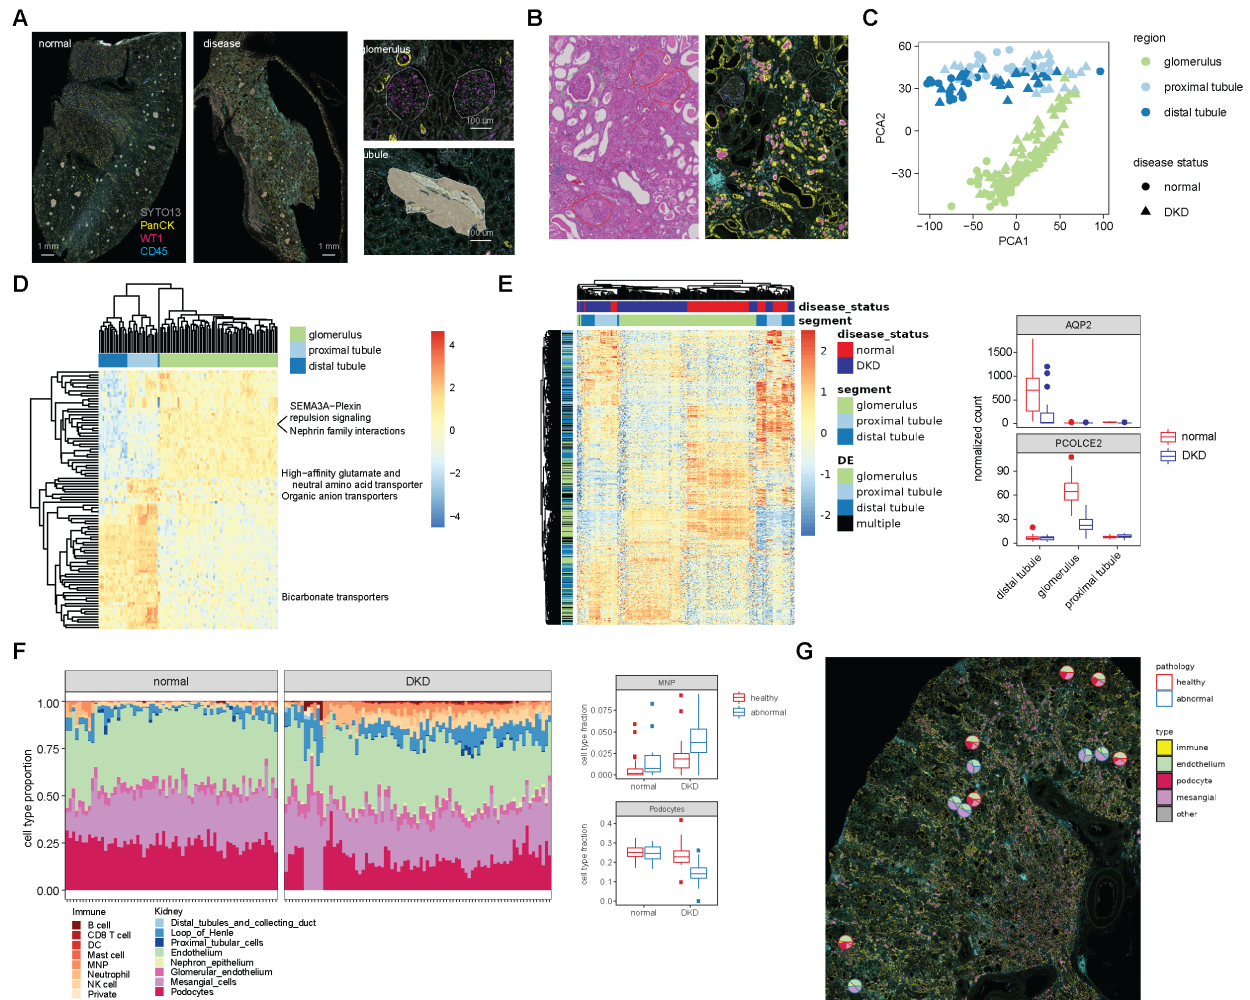 A
normal
disease
SYTO13
PanCK
WT1
CD45
1 mm
1 mm
glomerulus
100 um
tubule
100 um
B
C
60
30
0
−30
PCA2
−100
−50
0
50
100
PCA1
region
glomerulus
proximal tubule
distal tubule
disease status
normal
DKD
D
glomerulus
proximal tubule
distal tubule
4
2
0
−2
−4
SEMA3A−Plexin
repulsion signaling
Nephrin family interactions
High−affinity glutamate and
neutral amino acid transporter
Organic anion transporters
Bicarbonate transporters
E
disease_status
segment
2
1
0
-1
-2
disease_status
normal
DKD
segment
glomerulus
proximal tubule
distal tubule
DE
glomerulus
proximal tubule
distal tubule
multiple
AQP2
1500
1000
500
0
PCOLCE2
90
60
30
0
normalized count
distal tubule
glomerulus
proximal tubule
normal
DKD
F
normal
DKD
1.00
0.75
0.50
0.25
0.00
cell type proportion
Immune
B cell
CD8 T cell
DC
Mast cell
MNP
Neutrophil
NK cell
Private
Kidney
Distal_tubules_and_collecting_duct
Loop_of_Henle
Proximal_tubular_cells
Endothelium
Nephron_epithelium
Glomerular_endothelium
Mesangial_cells
Podocytes
MNP
0.075
0.050
0.025
0.000
cell type fraction
normal
DKD
healthy
abnormal
Podocytes
0.4
0.3
0.2
0.1
0.0
cell type fraction
normal
DKD
G
pathology
healthy
abnormal
type
immune
endothelium
podocyte
mesangial
other